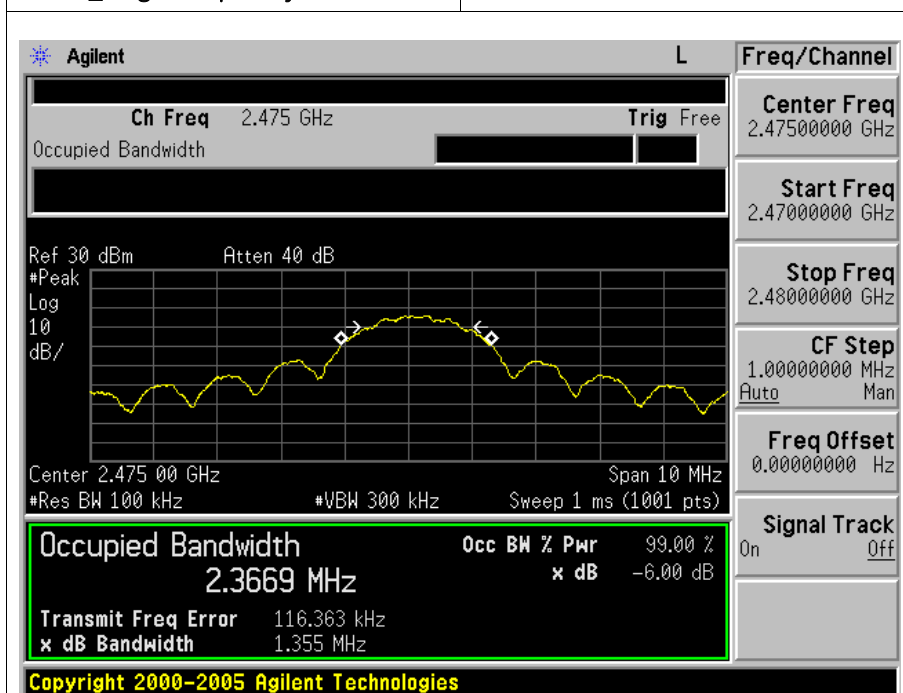 Agilent L Freq/Channel
Ch Freq 2.475 GHz Trig Free
Occupied Bandwidth
Center Freq
2.47500000 GHz
Start Freq
2.47000000 GHz
Stop Freq
2.48000000 GHz
CF Step
1.00000000 MHz
Auto Man
Freq Offset
0.00000000 Hz
Signal Track
On Off
Ref 30 dBm Atten 40 dB
#Peak
Log
10
dB/
Center 2.475 00 GHz Span 10 MHz
#Res BW 100 kHz #VBW 300 kHz Sweep 1 ms (1001 pts)
Occupied Bandwidth Occ BW % Pwr 99.00 %
2.3669 MHz x dB -6.00 dB
Transmit Freq Error 116.363 kHz
x dB Bandwidth 1.355 MHz
Copyright 2000-2005 Agilent Technologies